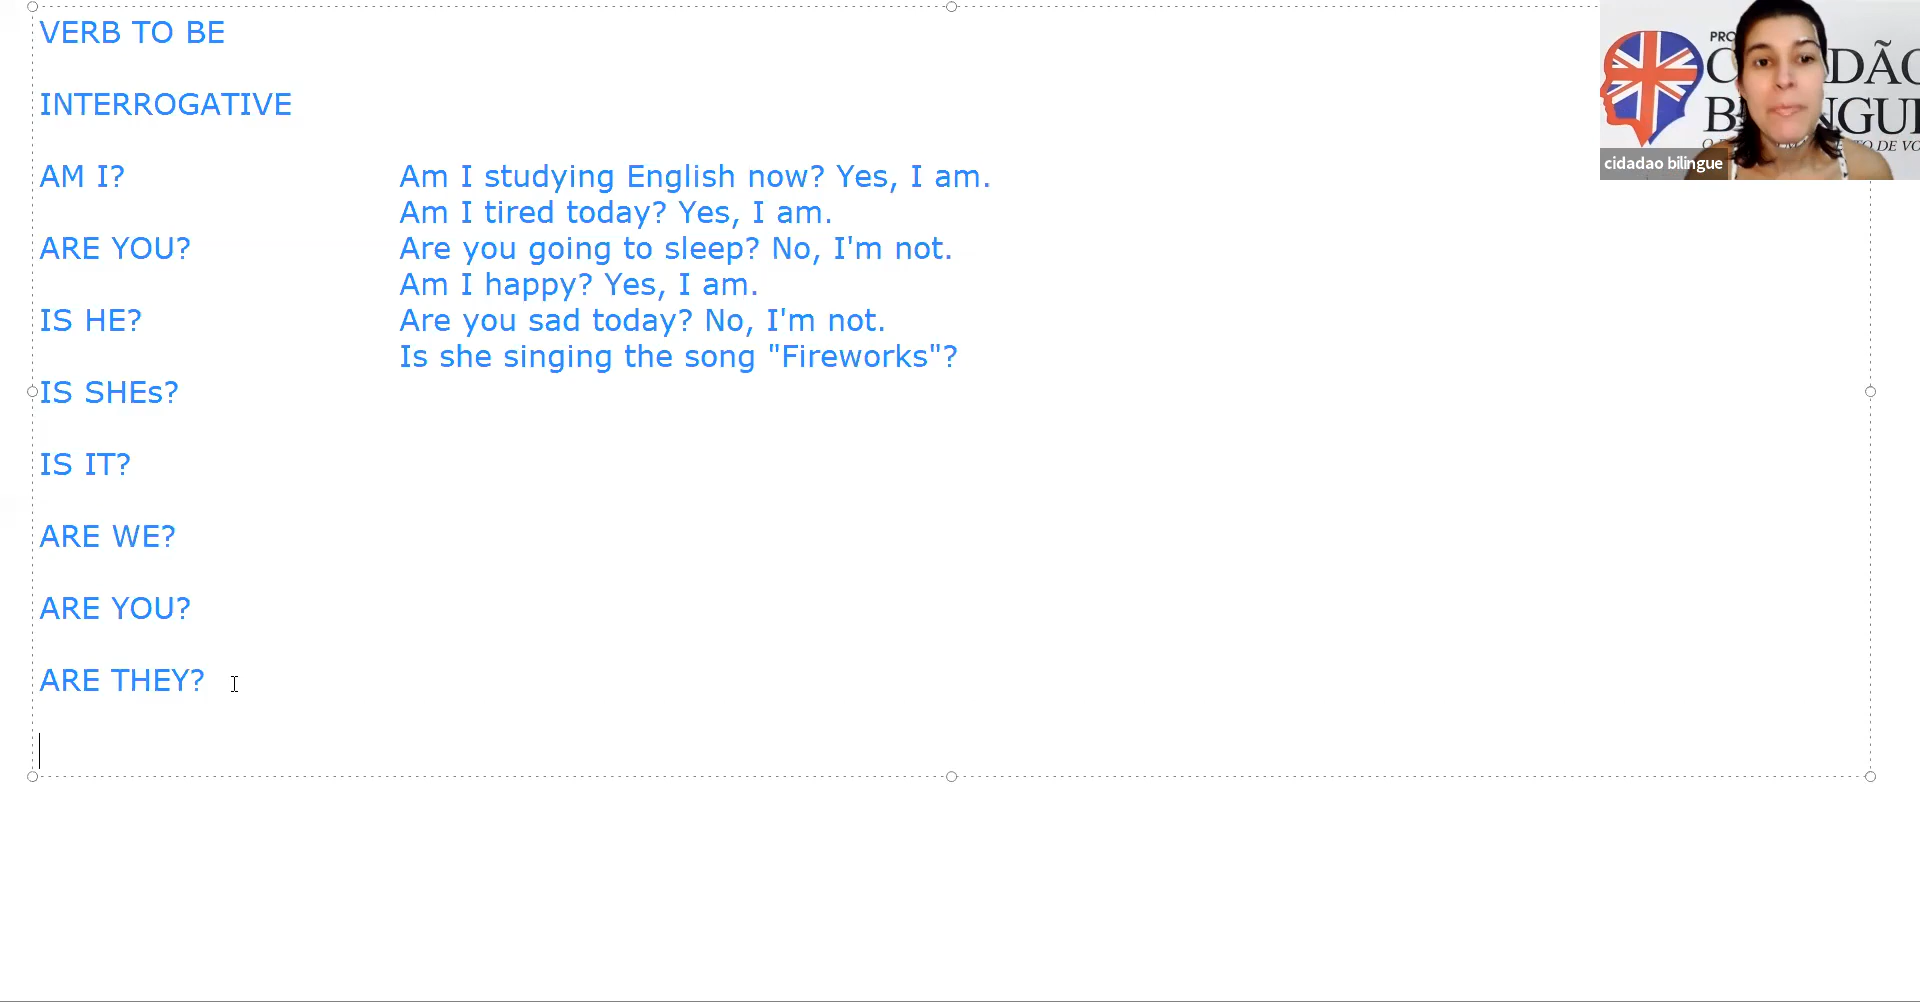 VERB TO BE
INTERROGATIVE
AM I? Am I studying English now? Yes, I am.
Am I tired today? Yes, I am.
ARE YOU? Are you going to sleep? No, I'm not.
Am I happy? Yes, I am.
IS HE? Are you sad today? No, I'm not.
Is she singing the song "Fireworks"?
IS SHEs?
IS IT?
ARE WE?
ARE YOU?
ARE THEY?
cidadao bilingue